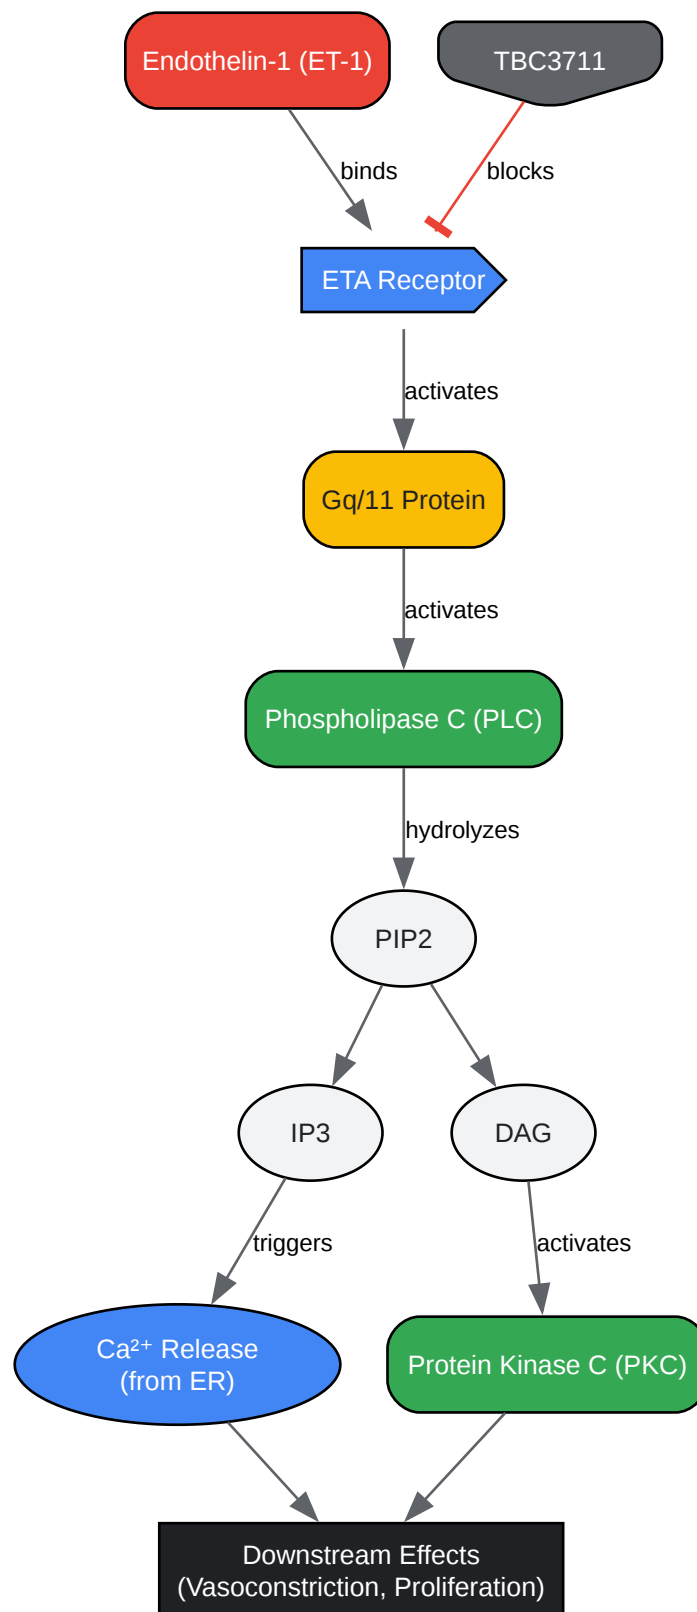 Endothelin-1 (ET-1)
TBC3711
binds
blocks
ETA Receptor
activates
Gq/11 Protein
activates
Phospholipase C (PLC)
hydrolyzes
PIP2
IP3
DAG
triggers
activates
Ca²⁺ Release
(from ER)
Protein Kinase C (PKC)
Downstream Effects
(Vasoconstriction, Proliferation)